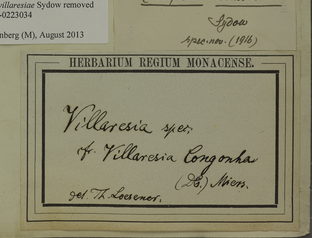 villaresiae Sydow removed
-0223034
nberg (M), August 2013
Sydow
spec. nov. (1916)
HERBARIUM REGIUM MONACENSE.
Villaresia spec.
cf. Villaresia Congonha
(DC.) Miers.
det. Th. Loesener.